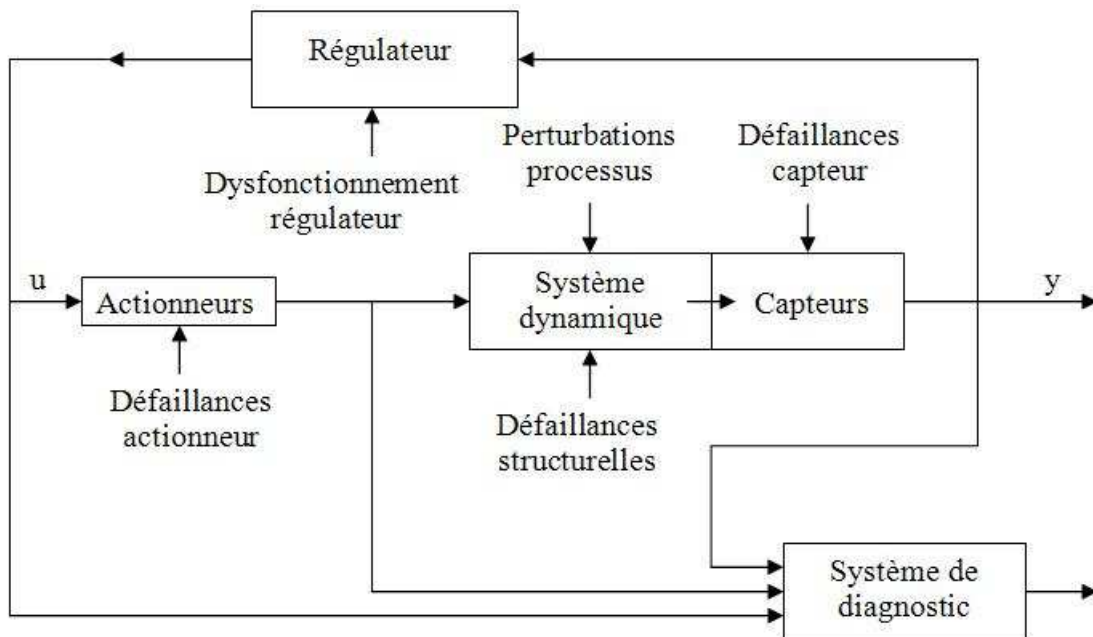 Régulateur
Perturbations
processus
Défaillances
capteur
Dysfonctionnement
régulateur
u
Actionneurs
Système
dynamique
Capteurs
y
Défaillances
actionneur
Défaillances
structurelles
Système de
diagnostic